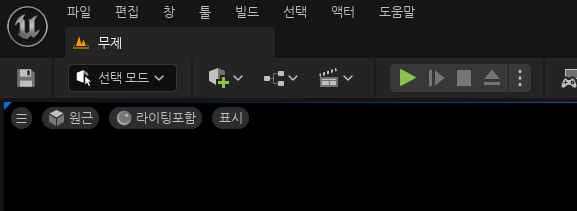 파일 편집 창 툴 빌드 선택 액터 도움말
무제
선택 모드
원근 라이팅포함 표시